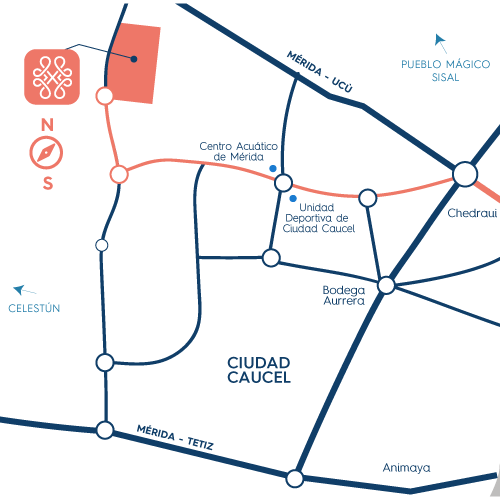 MÉRIDA - UCÚ
PUEBLO MÁGICO
SISAL
N
S
Centro Acuático
de Mérida
Unidad
Deportiva de
Ciudad Caucel
Chedraui
CELESTÚN
Bodega
Aurrera
CIUDAD
CAUCEL
MÉRIDA - TETIZ
Animaya